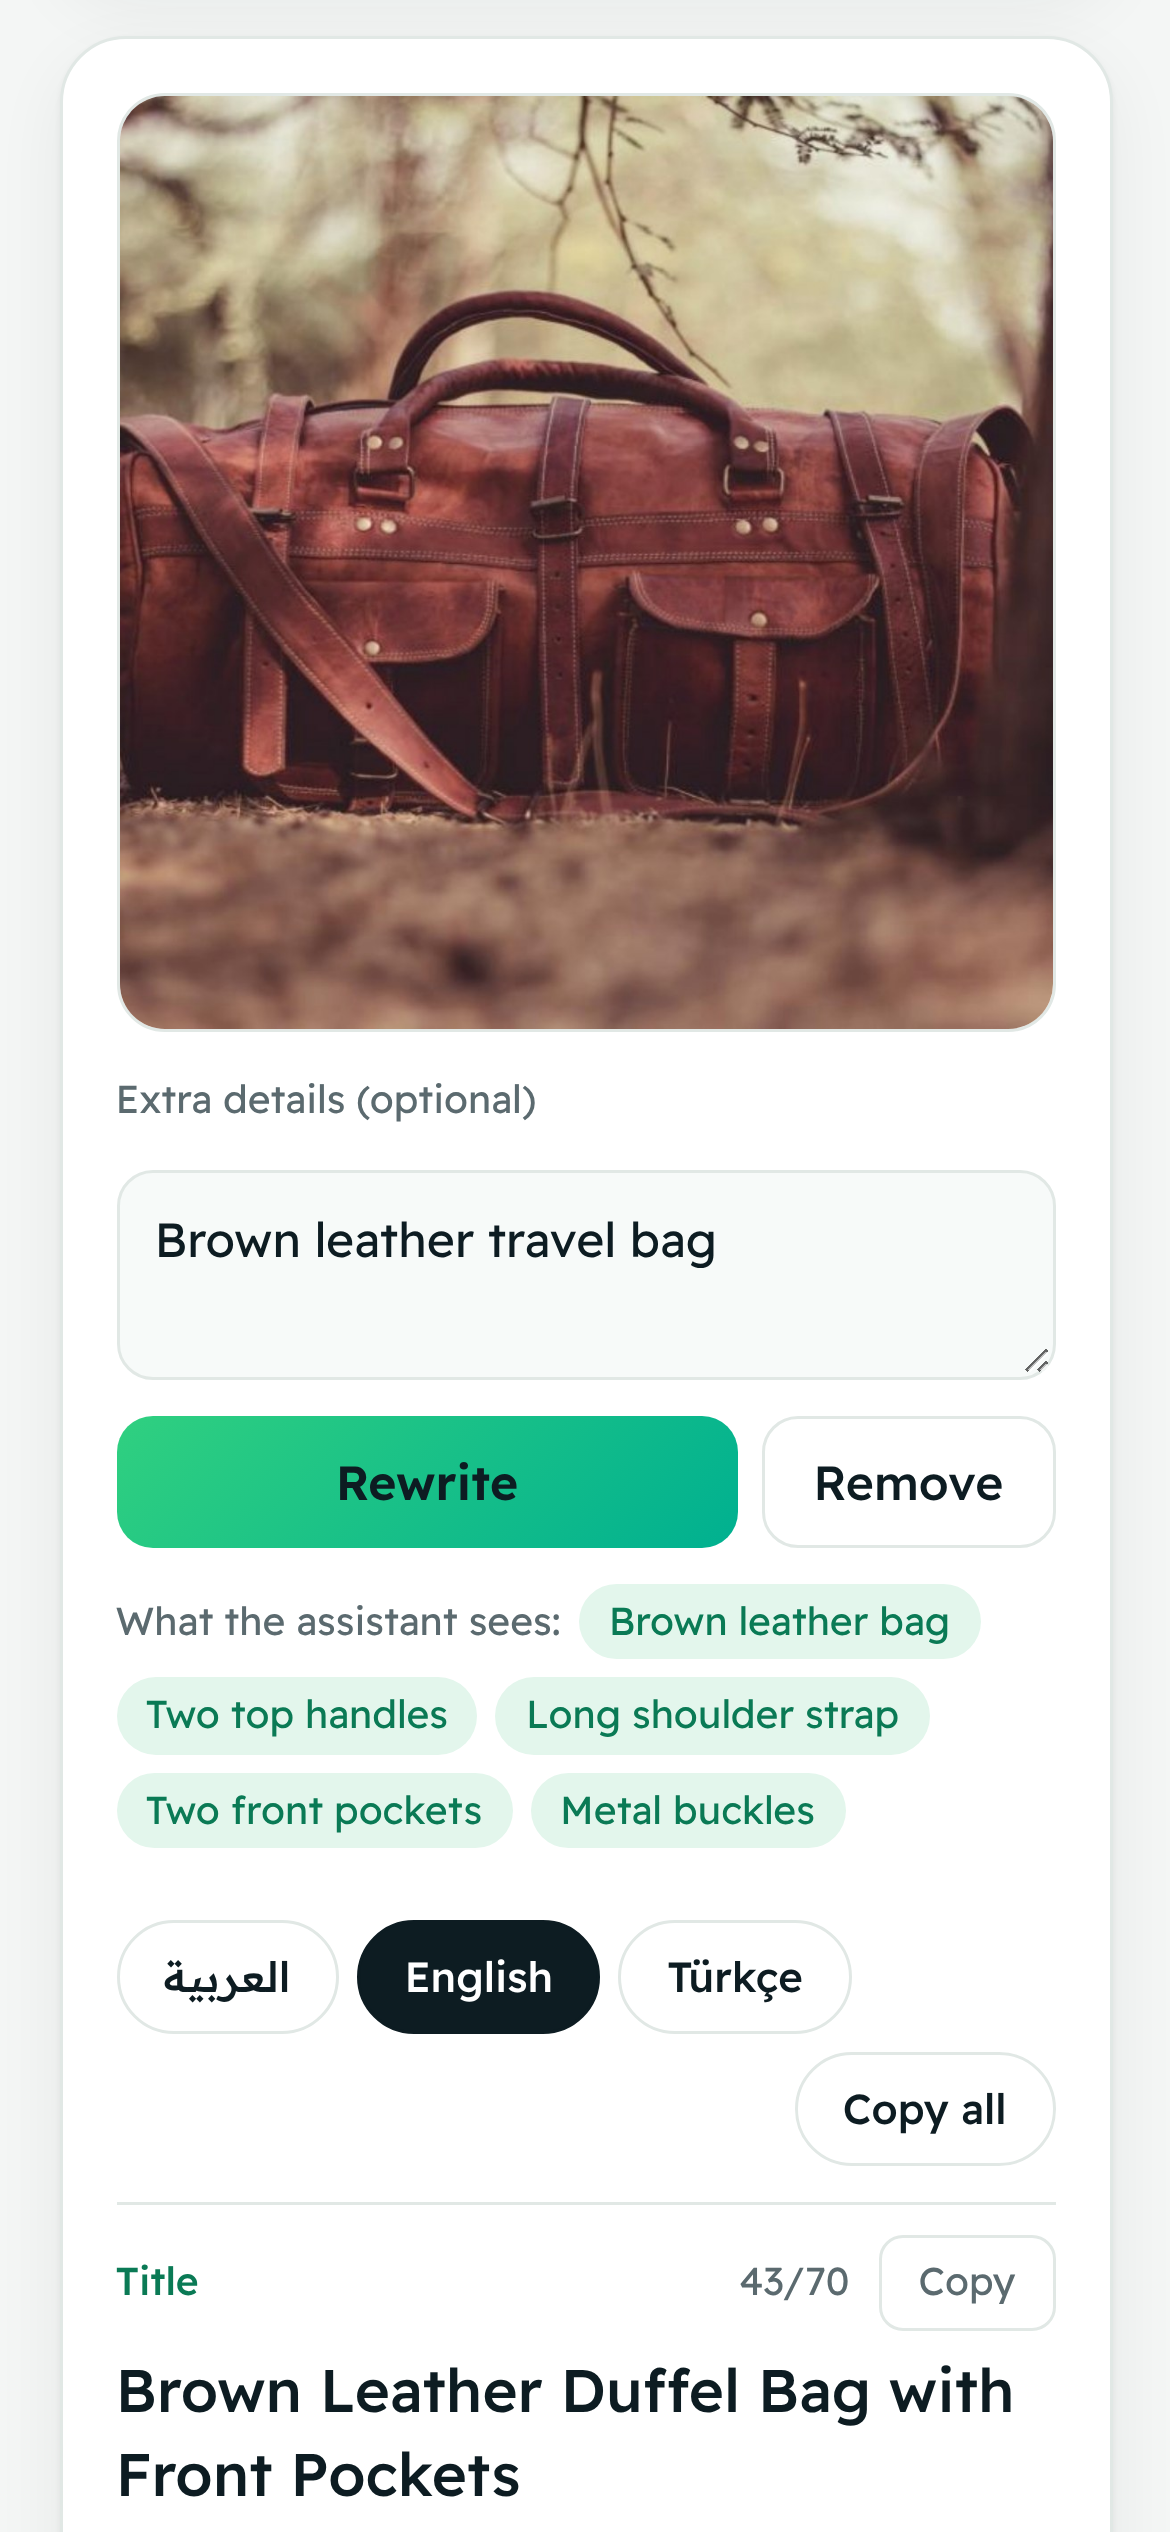 Extra details (optional)
Brown leather travel bag
Rewrite
Remove
What the assistant sees:
Brown leather bag
Two top handles
Long shoulder strap
Two front pockets
Metal buckles
العربية
English
Türkçe
Copy all
Title
43/70
Copy
Brown Leather Duffel Bag with
Front Pockets